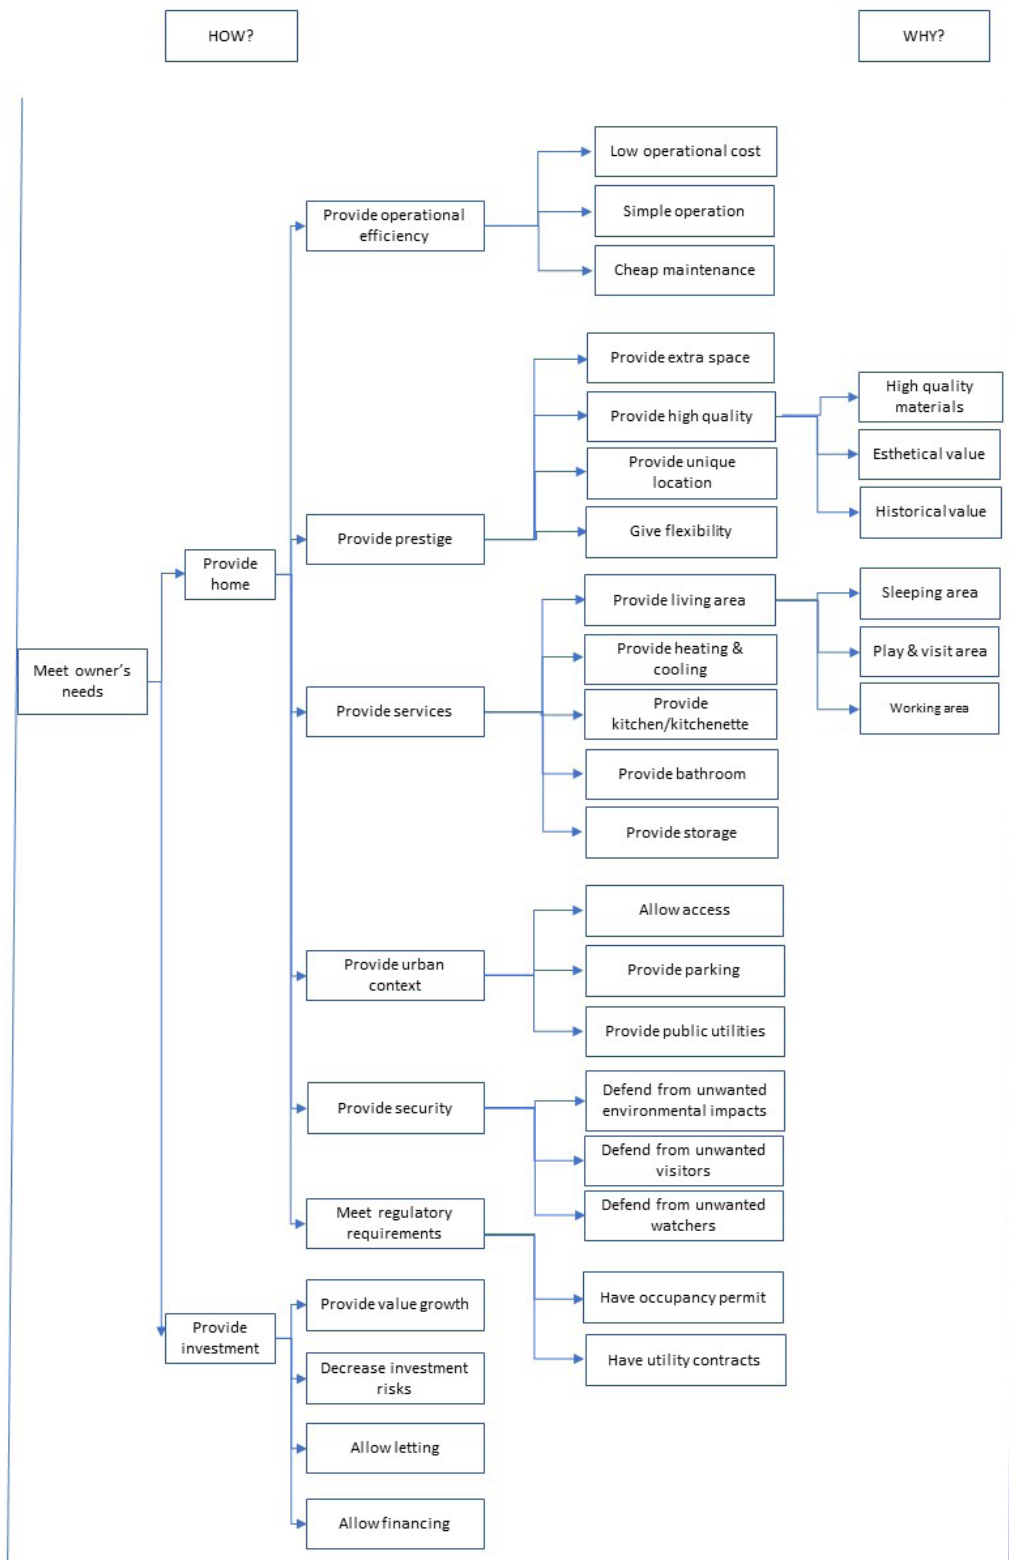 HOW?
WHY?
Low operational cost
Provide operational
efficiency
Simple operation
Cheap maintenance
Provide extra space
High quality
materials
Provide high quality
Esthetical value
Provide unique
location
Historical value
Provide prestige
Give flexibility
Provide
home
Provide living area
Sleeping area
Provide heating &
cooling
Play & visit area
Meet owner's
needs
Provide services
Provide
kitchen/kitchenette
Working area
Provide bathroom
Provide storage
Allow access
Provide urban
context
Provide parking
Provide public utilities
Provide security
Defend from unwanted
environmental impacts
Defend from unwanted
visitors
Defend from unwanted
watchers
Meet regulatory
requirements
Provide value growth
Have occupancy permit
Provide
investment
Have utility contracts
Decrease investment
risks
Allow letting
Allow financing